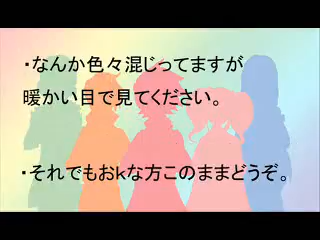 ・なんか色々混じってますが
暖かい目で見てください。
・それでもおkな方このままどうぞ。